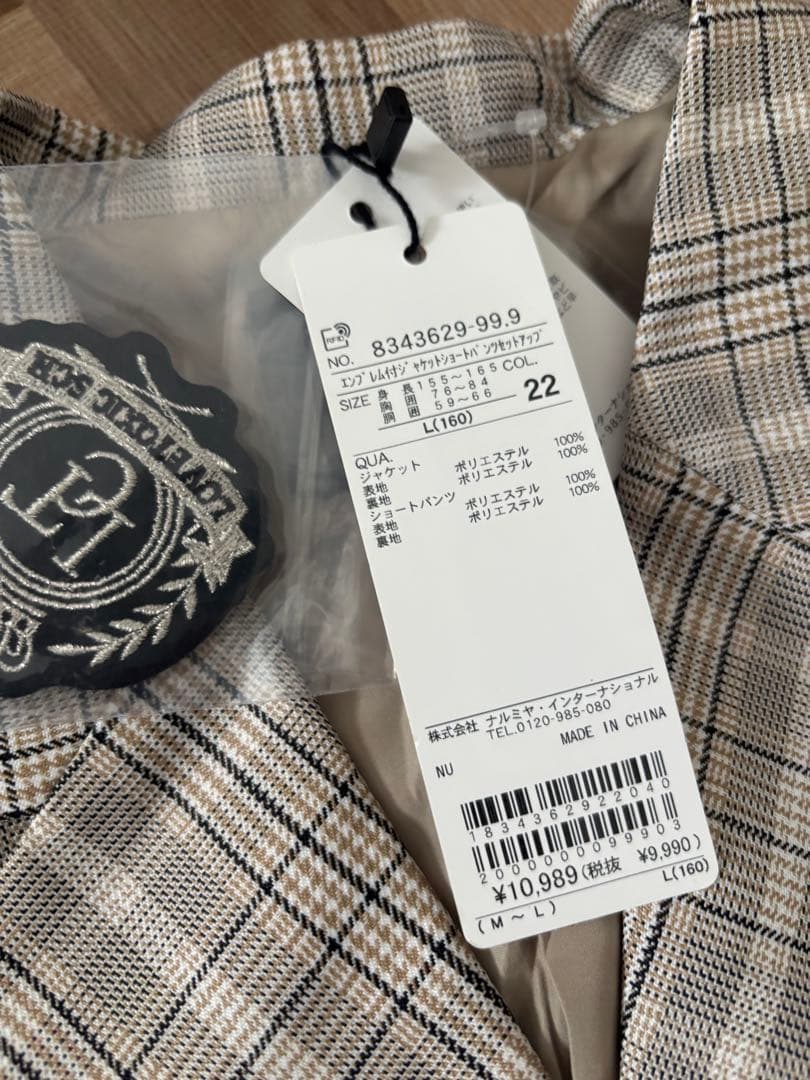 LOVETOXIC SCH
RFID
NO. 8343629-99.9
エンブレム付ジャケットショートパンツセットアップ
SIZE 身長 155~165 COL.
胸囲 76~84 22
胴囲 59~66
L(160)
QUA.
ジャケット
表地 ポリエステル 100%
裏地 ポリエステル 100%
ショートパンツ
表地 ポリエステル 100%
裏地 ポリエステル 100%
株式会社 ナルミヤ・インターナショナル
TEL.0120-985-080
MADE IN CHINA
NU
1834362922040
2000000099903
¥10,989(税抜 ¥9,990)
(M ~ L) L(160)